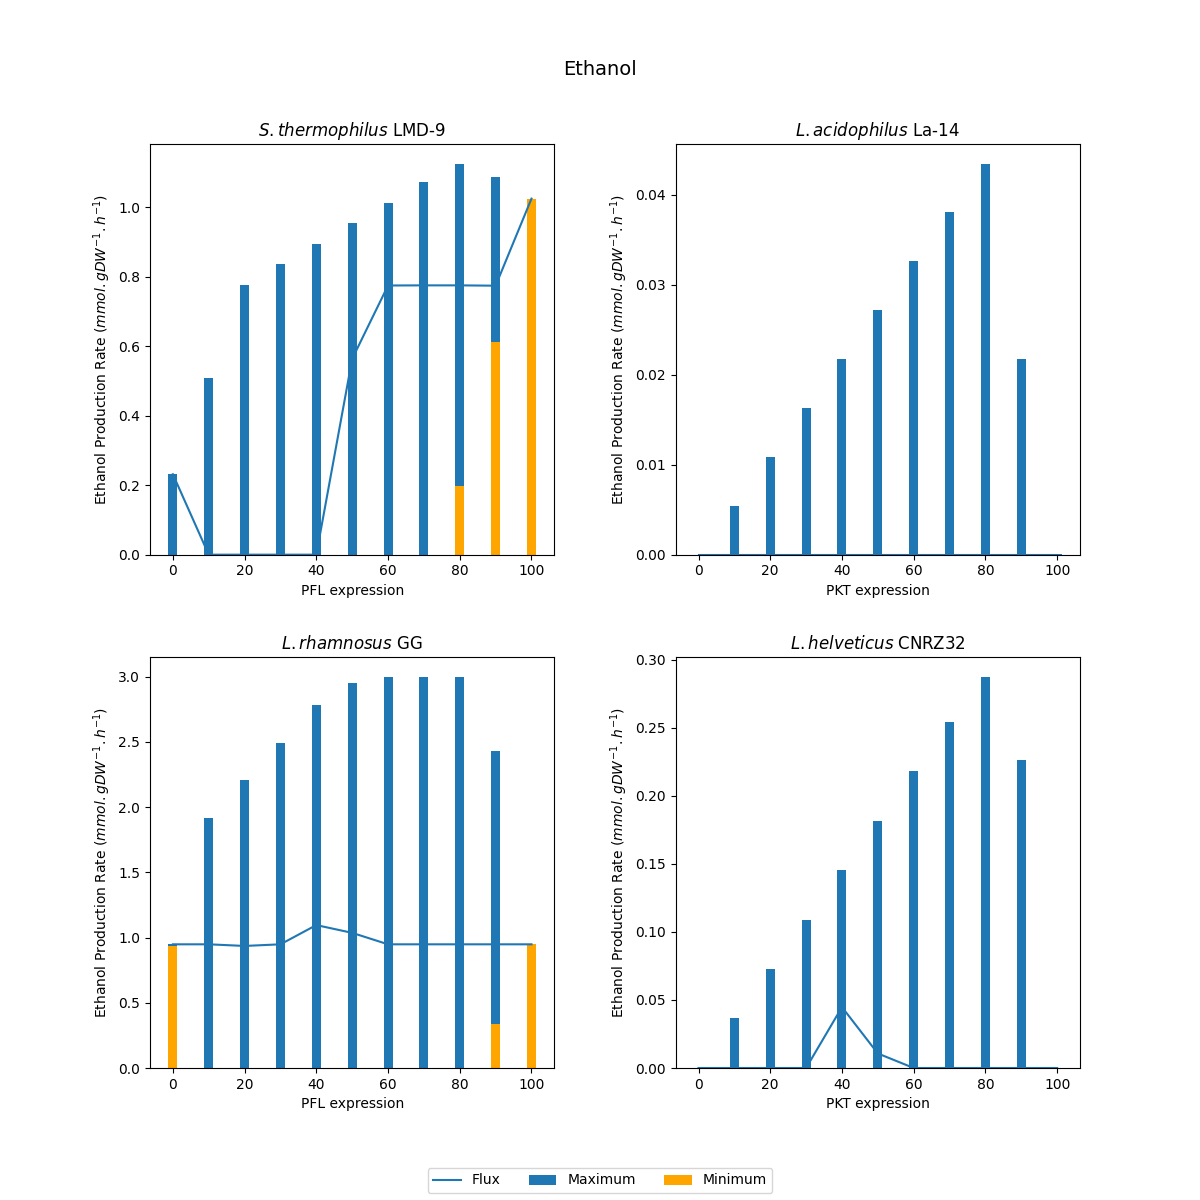 Ethanol
S. thermophilus LMD-9
Ethanol Production Rate (mmol. gDW⁻¹. h⁻¹)
1.0
0.8
0.6
0.4
0.2
0.0
0 20 40 60 80 100
PFL expression
L. acidophilus La-14
Ethanol Production Rate (mmol. gDW⁻¹. h⁻¹)
0.04
0.03
0.02
0.01
0.00
0 20 40 60 80 100
PKT expression
L. rhamnosus GG
Ethanol Production Rate (mmol. gDW⁻¹. h⁻¹)
3.0
2.5
2.0
1.5
1.0
0.5
0.0
0 20 40 60 80 100
PFL expression
L. helveticus CNRZ32
Ethanol Production Rate (mmol. gDW⁻¹. h⁻¹)
0.30
0.25
0.20
0.15
0.10
0.05
0.00
0 20 40 60 80 100
PKT expression
Flux Maximum Minimum